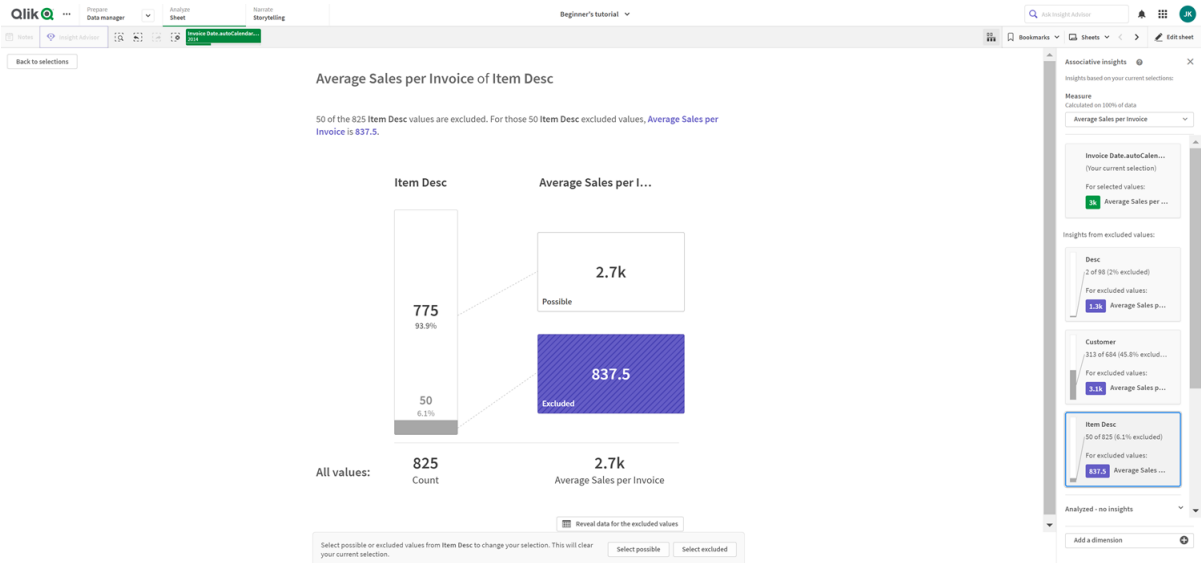 Qlik
Prepare
Data manager
Analyze
Sheet
Narrate
Storytelling
Beginner's tutorial
Ask Insight Advisor
JK
Notes
Insight Advisor
Invoice Date.autoCalendar...
2014
Bookmarks
Sheets
Edit sheet
Back to selections
Average Sales per Invoice of Item Desc
50 of the 825 Item Desc values are excluded. For those 50 Item Desc excluded values, Average Sales per
Invoice is 837.5.
Item Desc
Average Sales per I...
775
93.9%
50
6.1%
2.7k
Possible
837.5
Excluded
All values:
825
Count
2.7k
Average Sales per Invoice
Reveal data for the excluded values
Select possible or excluded values from Item Desc to change your selection. This will clear
your current selection.
Select possible
Select excluded
Associative insights
Insights based on your current selections:
Measure
Calculated on 100% of data
Average Sales per Invoice
Invoice Date.autoCalen...
(Your current selection)
For selected values:
3k Average Sales per ...
Insights from excluded values:
Desc
2 of 98 (2% excluded)
For excluded values:
1.3k Average Sales p...
Customer
313 of 684 (45.8% exclud...
For excluded values:
3.1k Average Sales p...
Item Desc
50 of 825 (6.1% excluded)
For excluded values:
837.5 Average Sales ...
Analyzed - no insights
Add a dimension